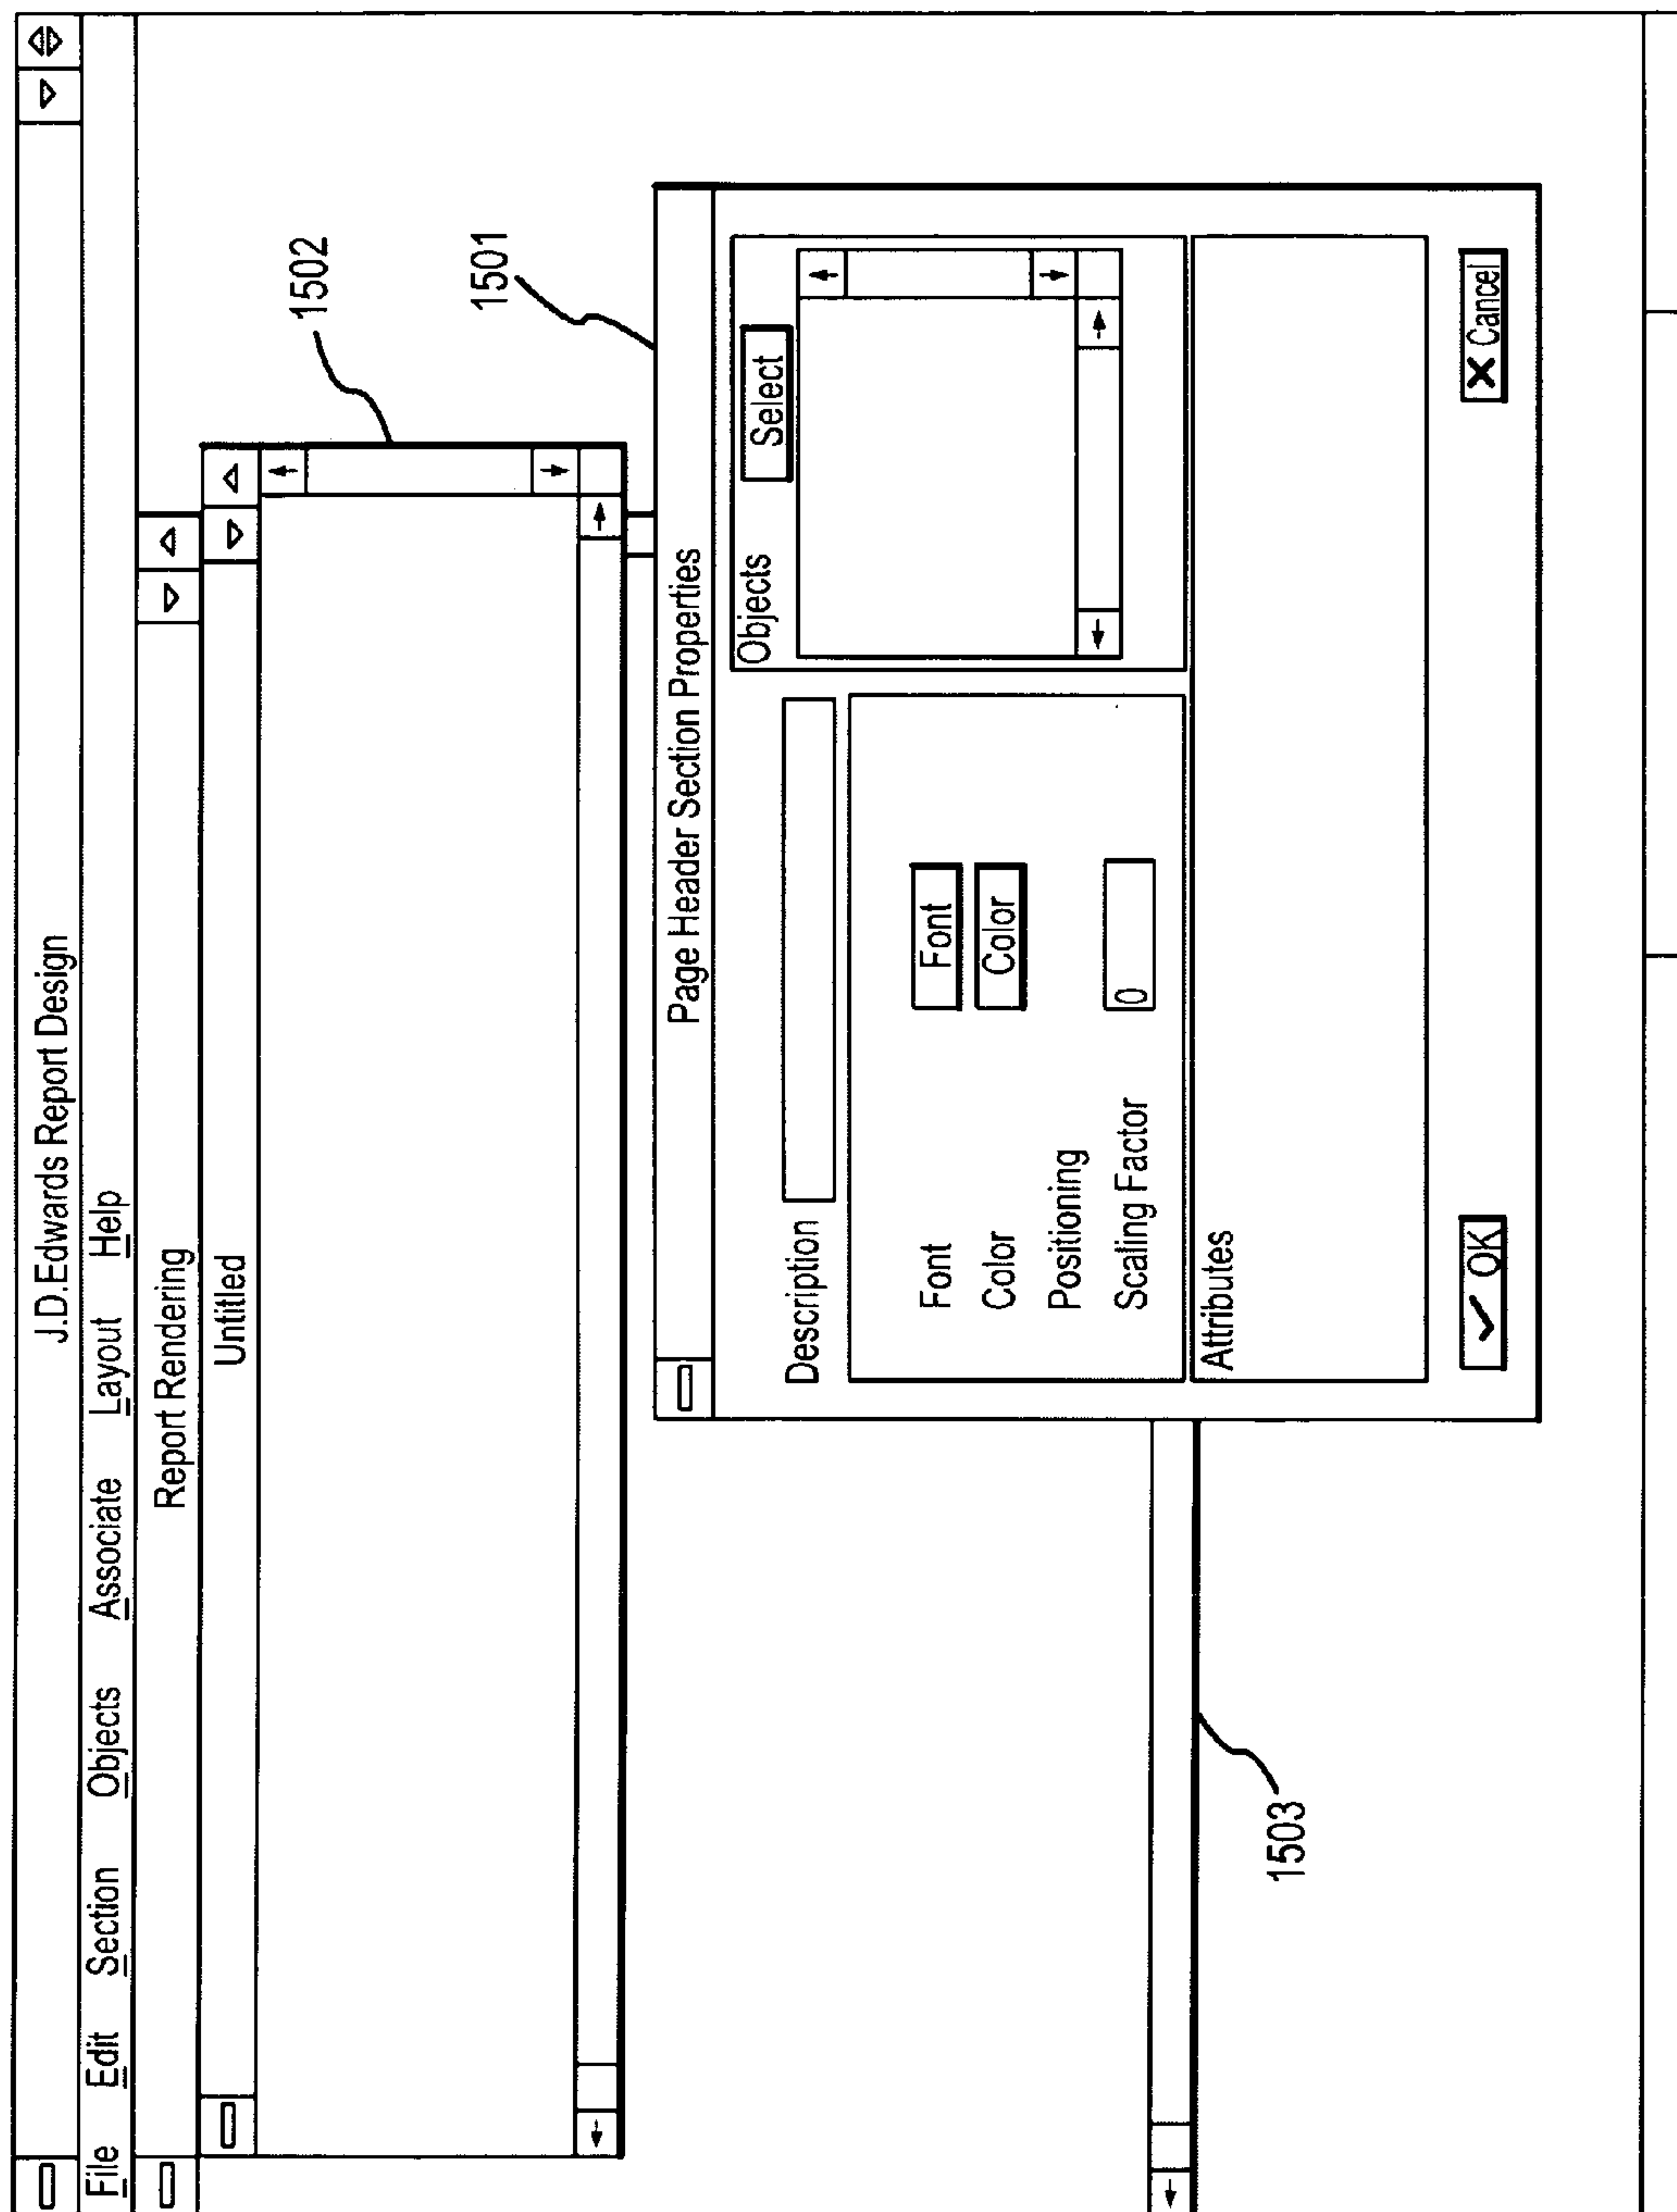 J.D.Edwards Report Design
File Edit Section Objects Associate Layout Help
Report Rendering
Untitled
1502
1501
Page Header Section Properties
Description
Objects
Select
Font
Font
Color
Color
Positioning
Scaling Factor
0
Attributes
OK
Cancel
1503